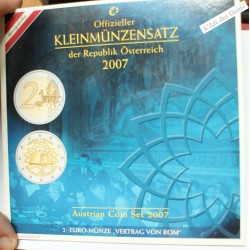 Offizieller
KLEINMÜNZENSATZ
der Republik Österreich
2007
Austrian Coin Set 2007
2-EURO-MÜNZE „VERTRAG VON ROM"